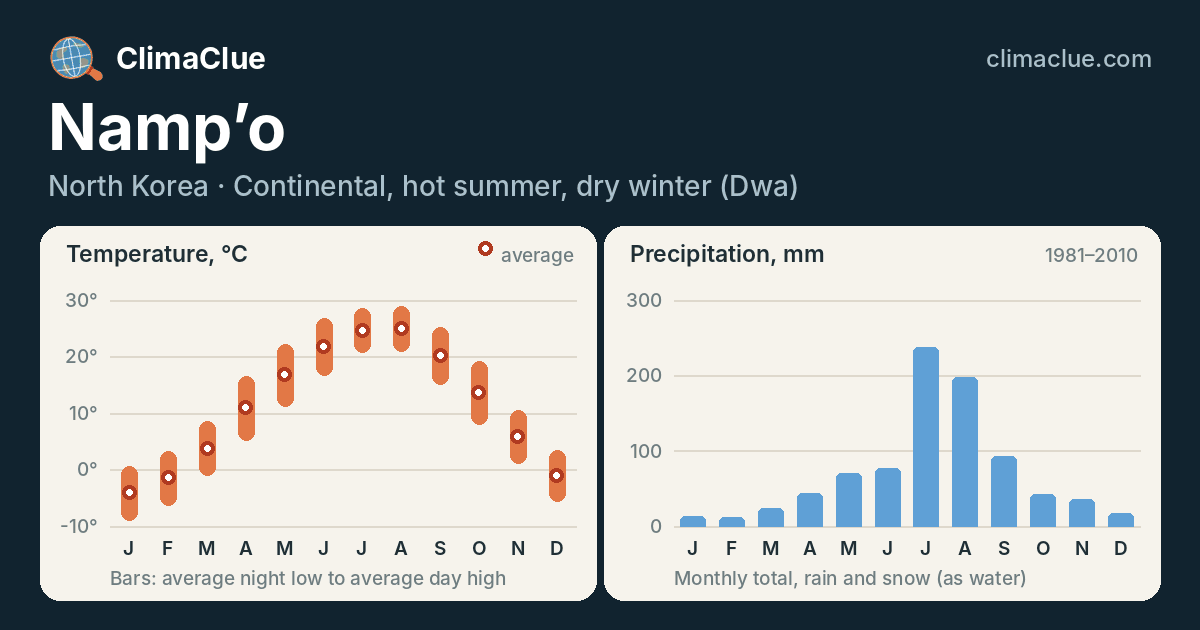 ClimaClue
climaclue.com
Namp’o
North Korea · Continental, hot summer, dry winter (Dwa)
Temperature, °C
average
30°
20°
10°
0°
-10°
J F M A M J J A S O N D
Bars: average night low to average day high
Precipitation, mm
1981–2010
300
200
100
0
J F M A M J J A S O N D
Monthly total, rain and snow (as water)